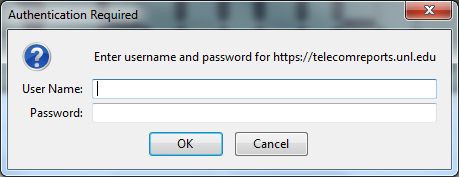 Authentication Required
Enter username and password for https://telecomreports.unl.edu
User Name:
Password:
OK Cancel